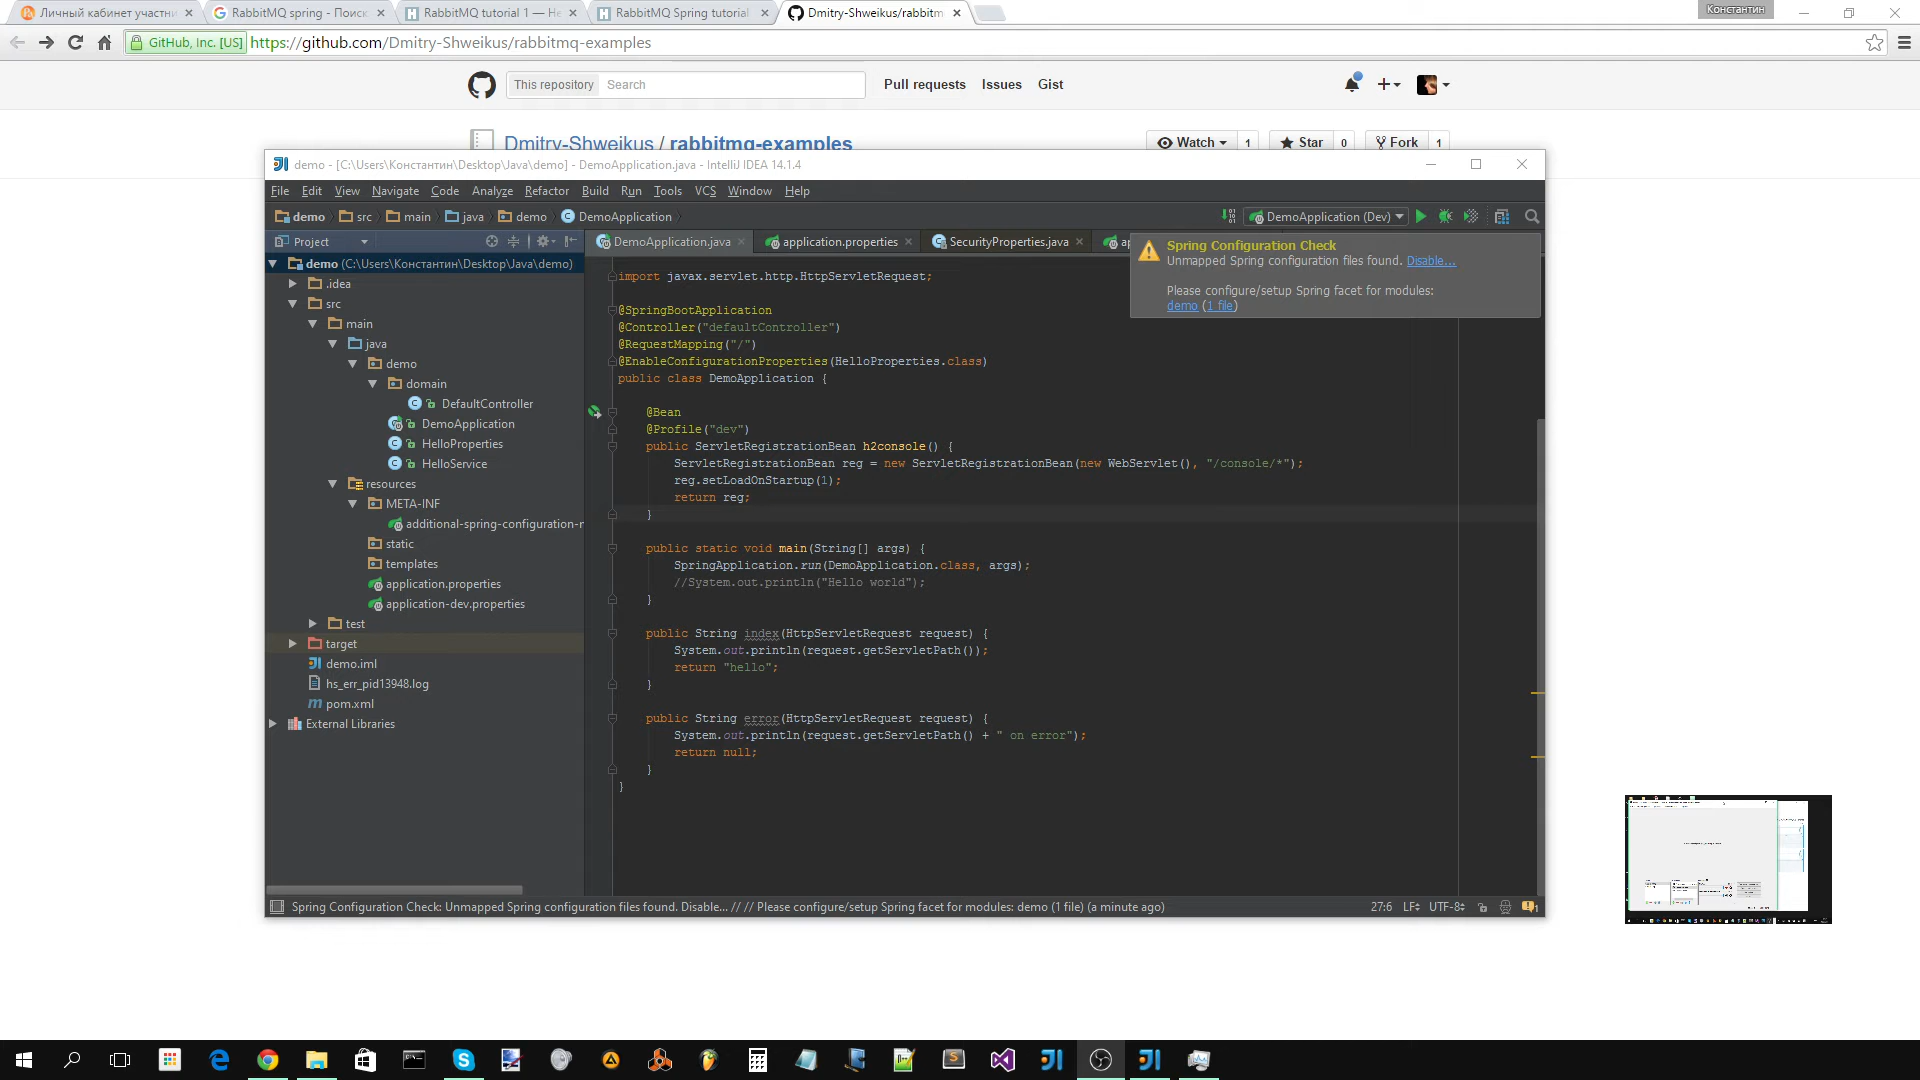 Личный кабинет участни
RabbitMQ spring - Поиск
RabbitMQ tutorial 1 — He
RabbitMQ Spring tutorial
Dmitry-Shweikus/rabbitm
Константин
GitHub, Inc. [US]
https://github.com/Dmitry-Shweikus/rabbitmq-examples
This repository
Search
Pull requests
Issues
Gist
Dmitry-Shweikus / rabbitmq-examples
Watch
1
Star
0
Fork
1
demo - [C:\Users\Константин\Desktop\Java\demo] - DemoApplication.java - IntelliJ IDEA 14.1.4
File Edit View Navigate Code Analyze Refactor Build Run Tools VCS Window Help
demo
src
main
java
demo
DemoApplication
DemoApplication (Dev)
Project
DemoApplication.java
application.properties
SecurityProperties.java
ap
Spring Configuration Check
Unmapped Spring configuration files found. Disable...
Please configure/setup Spring facet for modules:
demo (1 file)
demo (C:\Users\Константин\Desktop\Java\demo)
.idea
src
main
java
demo
domain
DefaultController
DemoApplication
HelloProperties
HelloService
resources
META-INF
additional-spring-configuration-
static
templates
application.properties
application-dev.properties
test
target
demo.iml
hs_err_pid13948.log
pom.xml
External Libraries
import javax.servlet.http.HttpServletRequest;
@SpringBootApplication
@Controller("defaultController")
@RequestMapping("/")
@EnableConfigurationProperties(HelloProperties.class)
public class DemoApplication {
@Bean
@Profile("dev")
public ServletRegistrationBean h2console() {
ServletRegistrationBean reg = new ServletRegistrationBean(new WebServlet(), "/console/*");
reg.setLoadOnStartup(1);
return reg;
}
public static void main(String[] args) {
SpringApplication.run(DemoApplication.class, args);
//System.out.println("Hello world");
}
public String index(HttpServletRequest request) {
System.out.println(request.getServletPath());
return "hello";
}
public String error(HttpServletRequest request) {
System.out.println(request.getServletPath() + " on error");
return null;
}
}
Spring Configuration Check: Unmapped Spring configuration files found. Disable... // // Please configure/setup Spring facet for modules: demo (1 file) (a minute ago)
27:6
LF
UTF-8